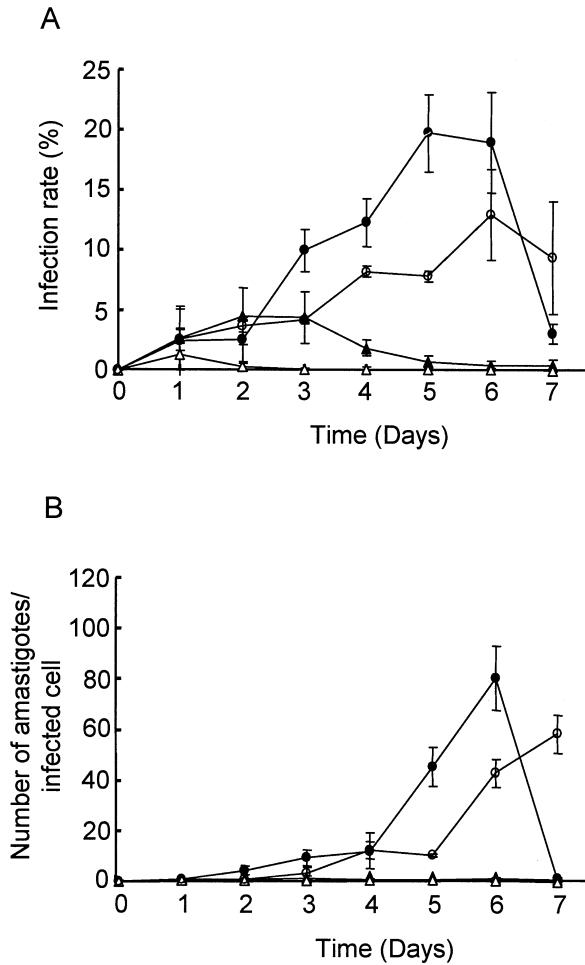 A
25
20
15
10
5
0
Infection rate (%)
0 1 2 3 4 5 6 7
Time (Days)
B
120
100
80
60
40
20
0
Number of amastigotes/
infected cell
0 1 2 3 4 5 6 7
Time (Days)